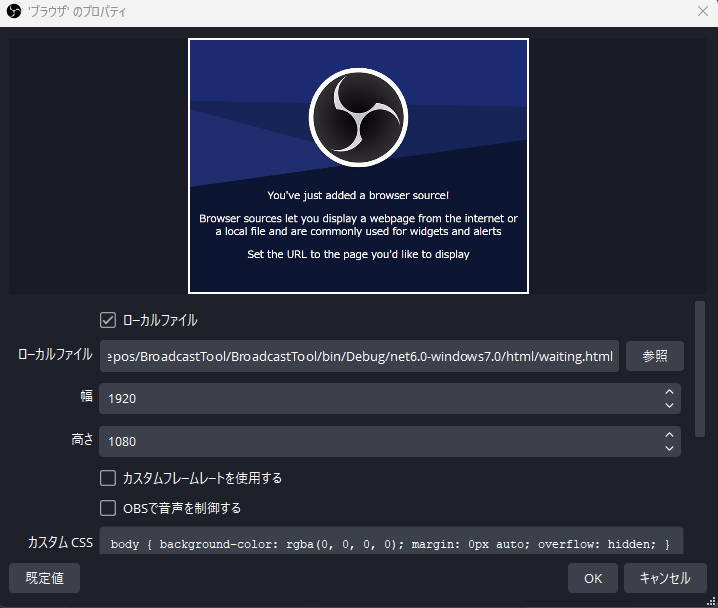 'ブラウザ' のプロパティ
You've just added a browser source!
Browser sources let you display a webpage from the internet or
a local file and are commonly used for widgets and alerts
Set the URL to the page you'd like to display
ローカルファイル
ローカルファイル epos/BroadcastTool/BroadcastTool/bin/Debug/net6.0-windows7.0/html/waiting.html 参照
幅 1920
高さ 1080
カスタムフレームレートを使用する
OBSで音声を制御する
カスタム CSS body { background-color: rgba(0, 0, 0, 0); margin: 0px auto; overflow: hidden; }
既定値 OK キャンセル